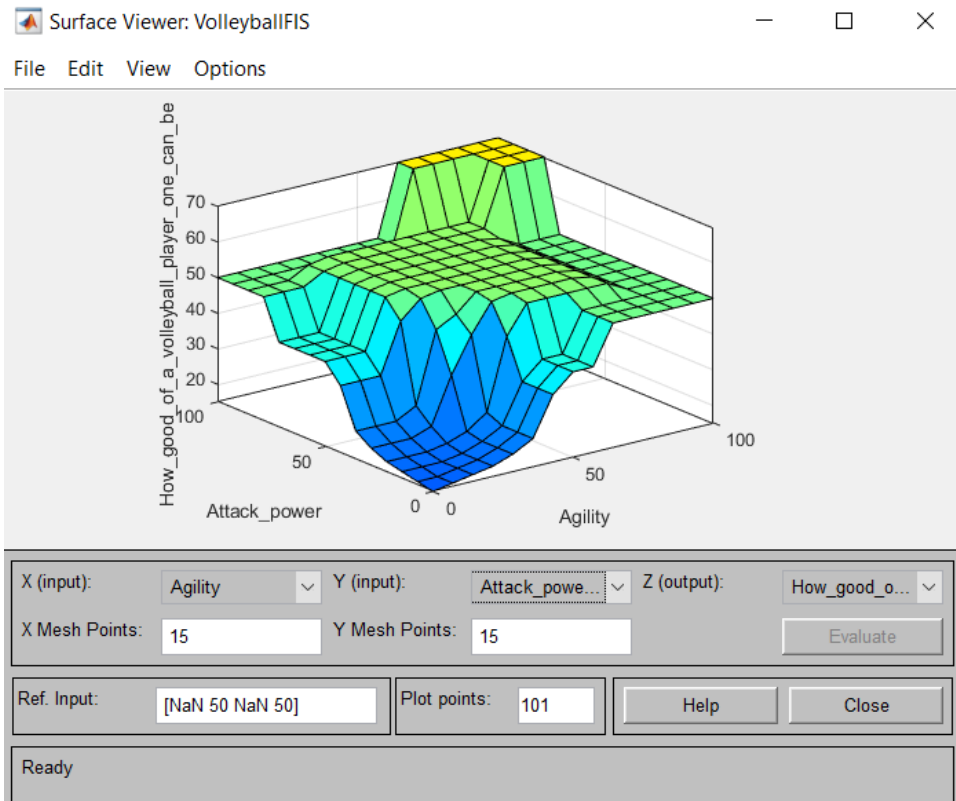 Surface Viewer: VolleyballFIS
File Edit View Options
How_good_of_a_volleyball_player_one_can_be
70
60
50
40
30
20
100
50
0
Attack_power
0
50
100
Agility
X (input): Agility Y (input): Attack_powe... Z (output): How_good_o...
X Mesh Points: 15 Y Mesh Points: 15 Evaluate
Ref. Input: [NaN 50 NaN 50] Plot points: 101 Help Close
Ready